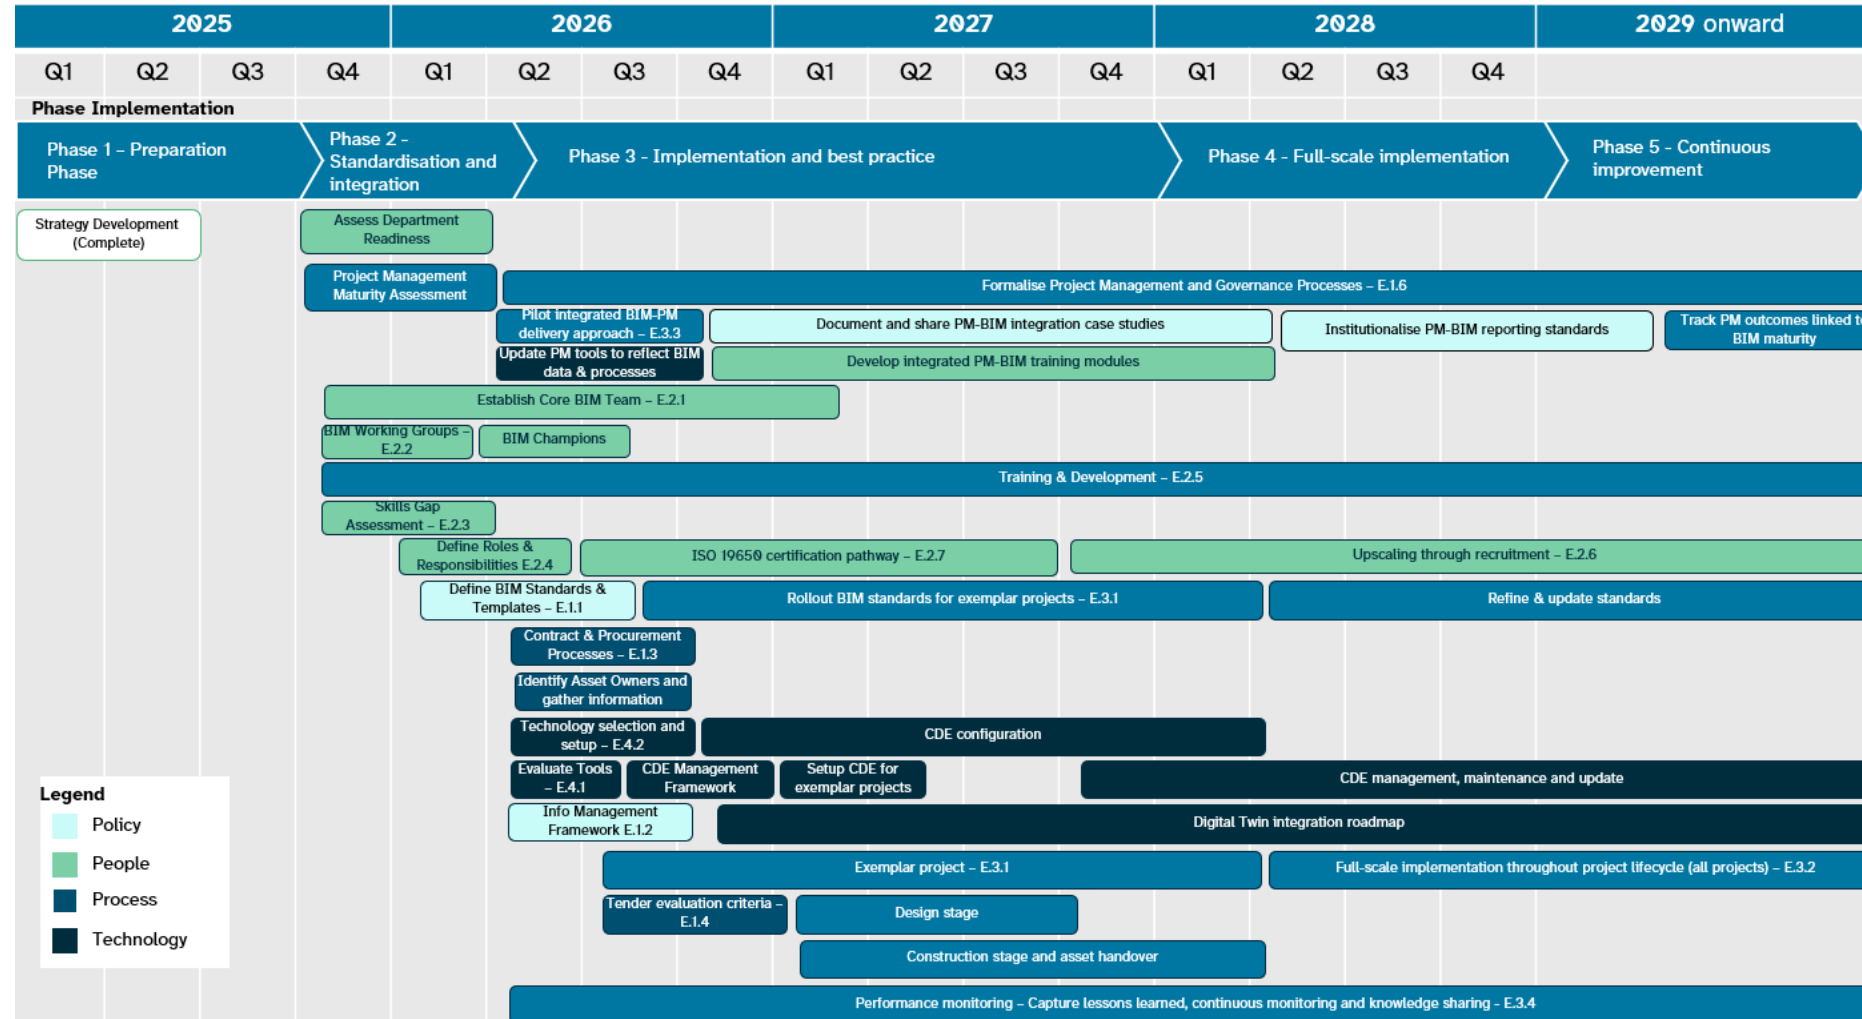 2025 2026 2027 2028 2029 onward
Q1 Q2 Q3 Q4 Q1 Q2 Q3 Q4 Q1 Q2 Q3 Q4 Q1 Q2 Q3 Q4
Phase Implementation
Phase 1 – Preparation
Phase
Phase 2 -
Standardisation and
integration
Phase 3 - Implementation and best practice
Phase 4 - Full-scale implementation
Phase 5 - Continuous
improvement
Strategy Development
(Complete)
Assess Department
Readiness
Project Management
Maturity Assessment
Formalise Project Management and Governance Processes – E.1.6
Pilot integrated BIM-PM
delivery approach – E.3.3
Document and share PM-BIM integration case studies
Institutionalise PM-BIM reporting standards
Track PM outcomes linked t
BIM maturity
Update PM tools to reflect BIM
data & processes
Develop integrated PM-BIM training modules
Establish Core BIM Team – E.2.1
BIM Working Groups –
E.2.2
BIM Champions
Training & Development – E.2.5
Skills Gap
Assessment – E.2.3
Define Roles &
Responsibilities E.2.4
ISO 19650 certification pathway – E.2.7
Upscaling through recruitment – E.2.6
Define BIM Standards &
Templates – E.1.1
Rollout BIM standards for exemplar projects – E.3.1
Refine & update standards
Contract & Procurement
Processes – E.1.3
Identify Asset Owners and
gather information
Technology selection and
setup – E.4.2
CDE configuration
Evaluate Tools
– E.4.1
CDE Management
Framework
Setup CDE for
exemplar projects
CDE management, maintenance and update
Info Management
Framework E.1.2
Digital Twin integration roadmap
Exemplar project – E.3.1
Full-scale implementation throughout project lifecycle (all projects) – E.3.2
Tender evaluation criteria –
E.1.4
Design stage
Construction stage and asset handover
Performance monitoring – Capture lessons learned, continuous monitoring and knowledge sharing - E.3.4
Legend
Policy
People
Process
Technology